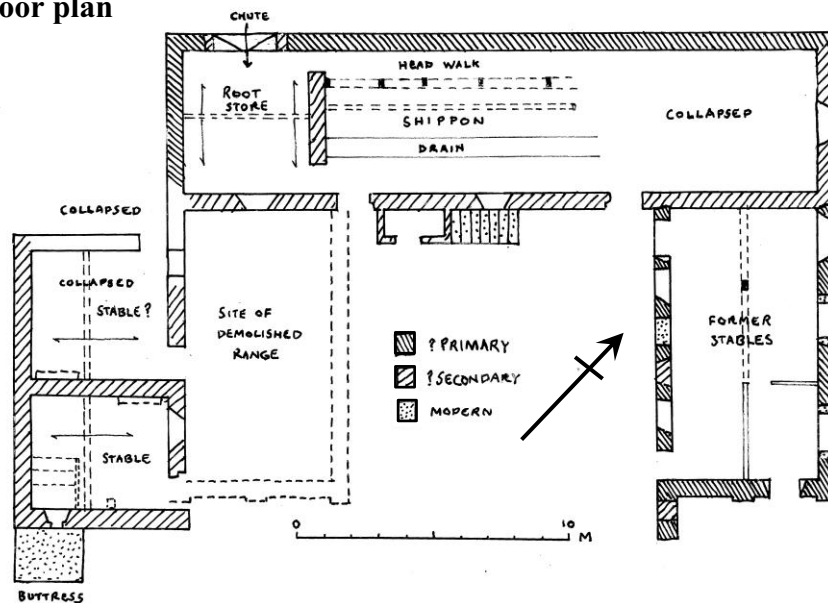 oor plan
CHUTE
HEAD WALK
ROOT
STORE
SHIPPON
COLLAPSED
DRAIN
COLLAPSED
COLLAPSED
STABLE?
SITE OF
DEMOLISHED
RANGE
? PRIMARY
? SECONDARY
MODERN
FORMER
STABLES
STABLE
0 10
M
BUTTRESS